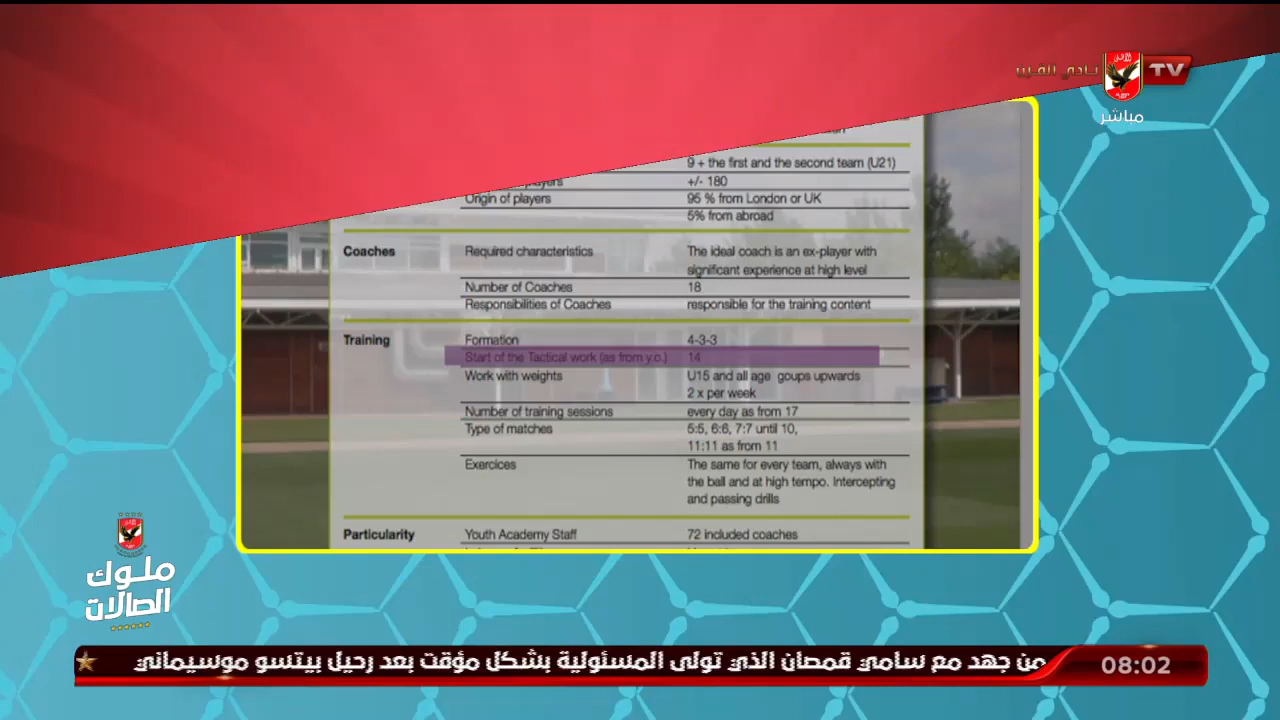 نادي القرن
TV
مباشر
9 + the first and the second team (U21)
players +/- 180
Origin of players 95 % from London or UK
5% from abroad
Coaches Required characteristics The ideal coach is an ex-player with
significant experience at high level
Number of Coaches 18
Responsibilities of Coaches responsible for the training content
Training Formation 4-3-3
Start of the Tactical work (as from y.o.) 14
Work with weights U15 and all age goups upwards
2 x per week
Number of training sessions every day as from 17
Type of matches 5:5, 6:6, 7:7 until 10,
11:11 as from 11
Exercices The same for every team, always with
the ball and at high tempo. Intercepting
and passing drills
Particularity Youth Academy Staff 72 included coaches
ملوك
الصالات
من جهد مع سامي قمصان الذي تولى المسئولية بشكل مؤقت بعد رحيل بيتسو موسيماني
08:02